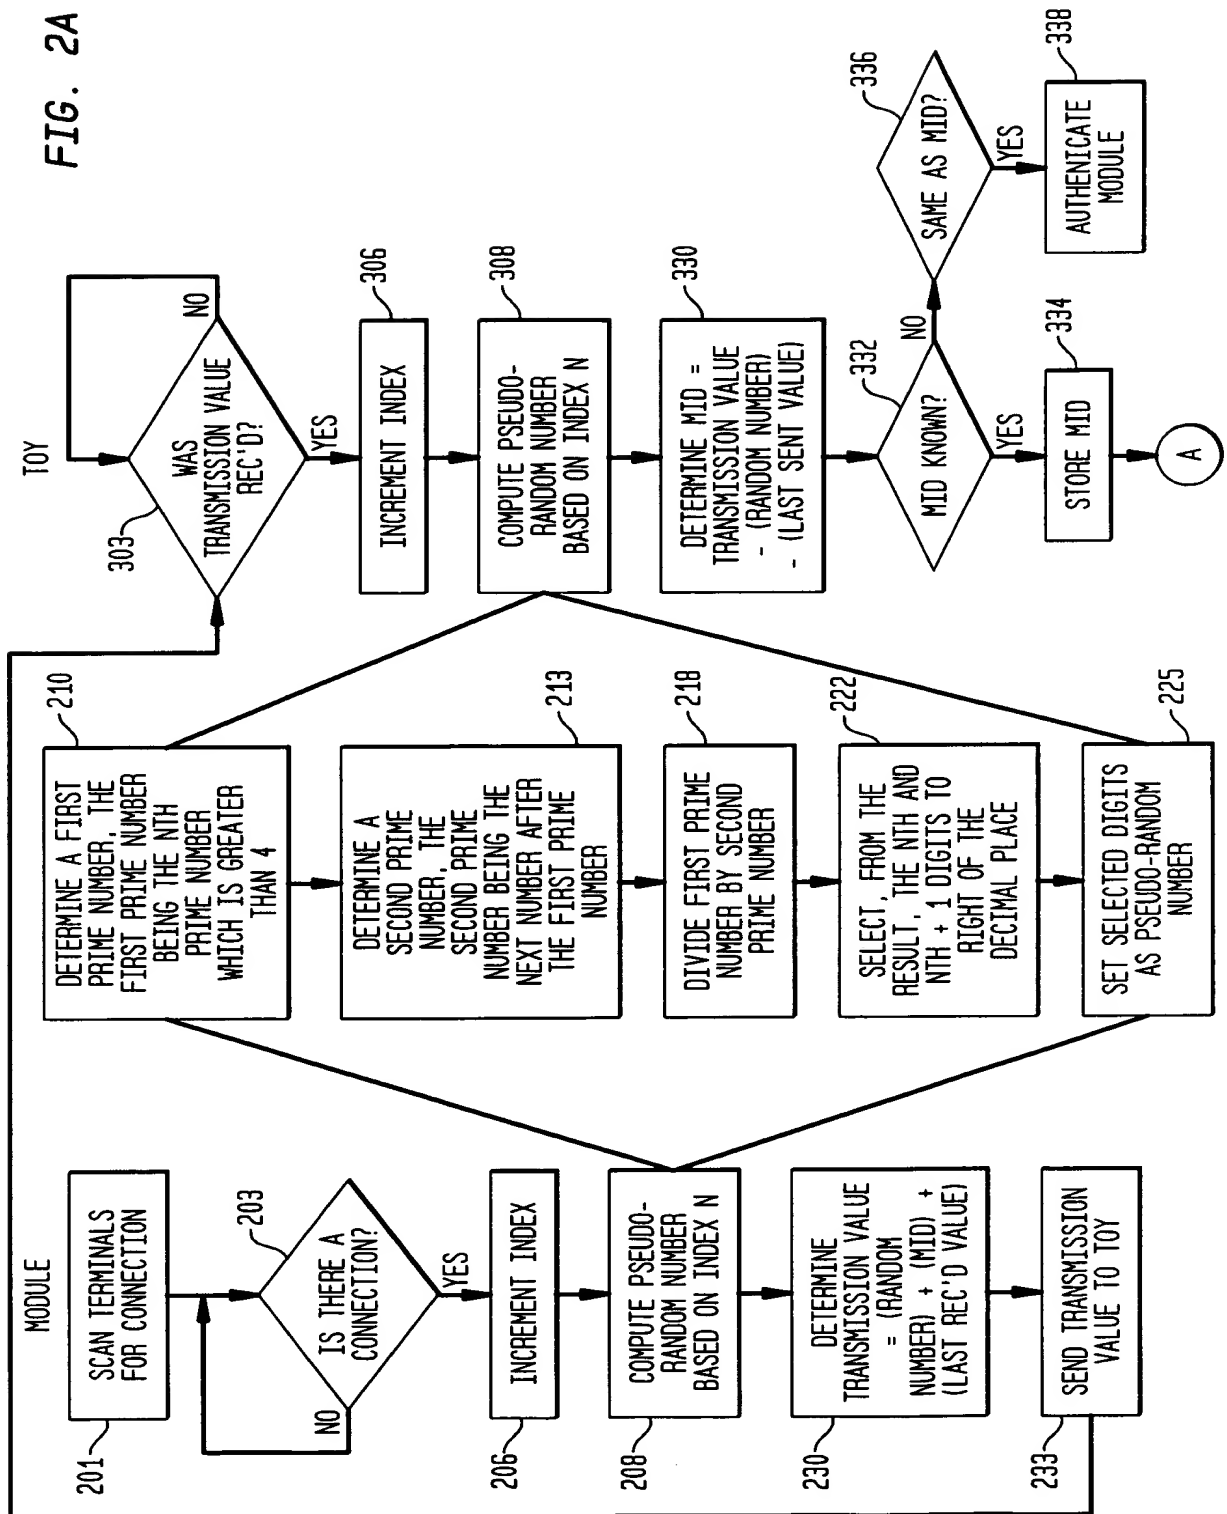 FIG. 2A
MODULE
SCAN TERMINALS
FOR CONNECTION
201
IS THERE A
CONNECTION?
203
NO
YES
INCREMENT INDEX
206
COMPUTE PSEUDO-
RANDOM NUMBER
BASED ON INDEX N
208
DETERMINE
TRANSMISSION VALUE
= (RANDOM
NUMBER) + (MID) +
(LAST REC'D VALUE)
230
SEND TRANSMISSION
VALUE TO TOY
233
DETERMINE A FIRST
PRIME NUMBER, THE
FIRST PRIME NUMBER
BEING THE NTH
PRIME NUMBER
WHICH IS GREATER
THAN 4
210
DETERMINE A
SECOND PRIME
NUMBER, THE
SECOND PRIME
NUMBER BEING THE
NEXT NUMBER AFTER
THE FIRST PRIME
NUMBER
213
DIVIDE FIRST PRIME
NUMBER BY SECOND
PRIME NUMBER
218
SELECT, FROM THE
RESULT, THE NTH AND
NTH + 1 DIGITS TO
RIGHT OF THE
DECIMAL PLACE
222
SET SELECTED DIGITS
AS PSEUDO-RANDOM
NUMBER
225
TOY
WAS
TRANSMISSION VALUE
REC'D?
303
NO
YES
INCREMENT INDEX
306
COMPUTE PSEUDO-
RANDOM NUMBER
BASED ON INDEX N
308
DETERMINE MID =
TRANSMISSION VALUE
- (RANDOM NUMBER)
- (LAST SENT VALUE)
330
MID KNOWN?
332
NO
YES
STORE MID
334
A
SAME AS MID?
336
YES
AUTHENICATE
MODULE
338